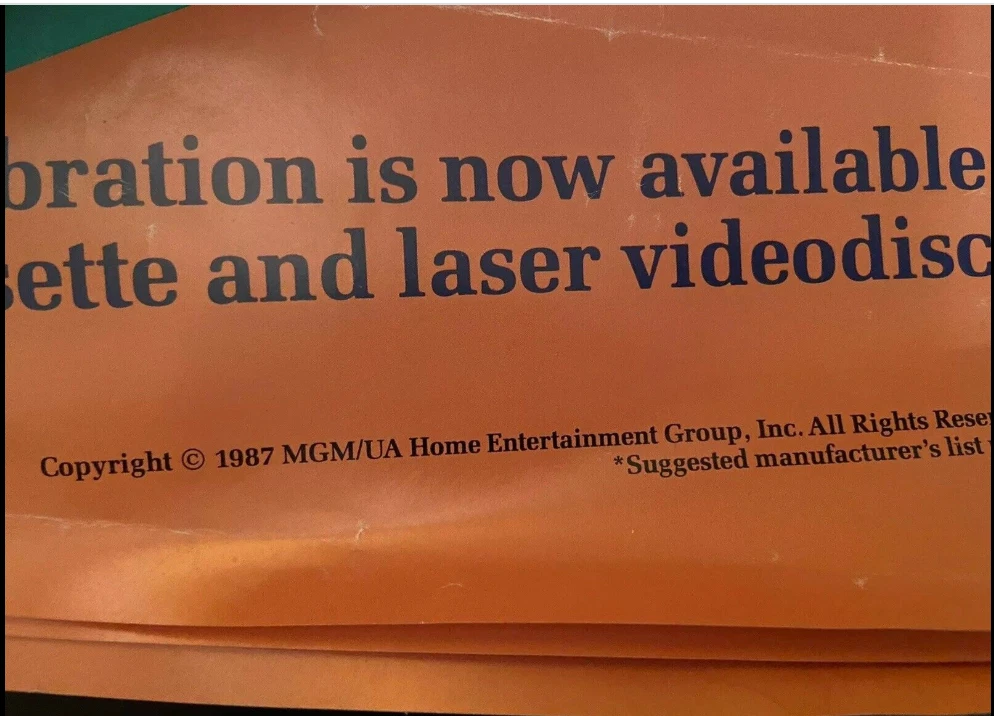 bration is now available
sette and laser videodisc
Copyright © 1987 MGM/UA Home Entertainment Group, Inc. All Rights Rese
*Suggested manufacturer's list